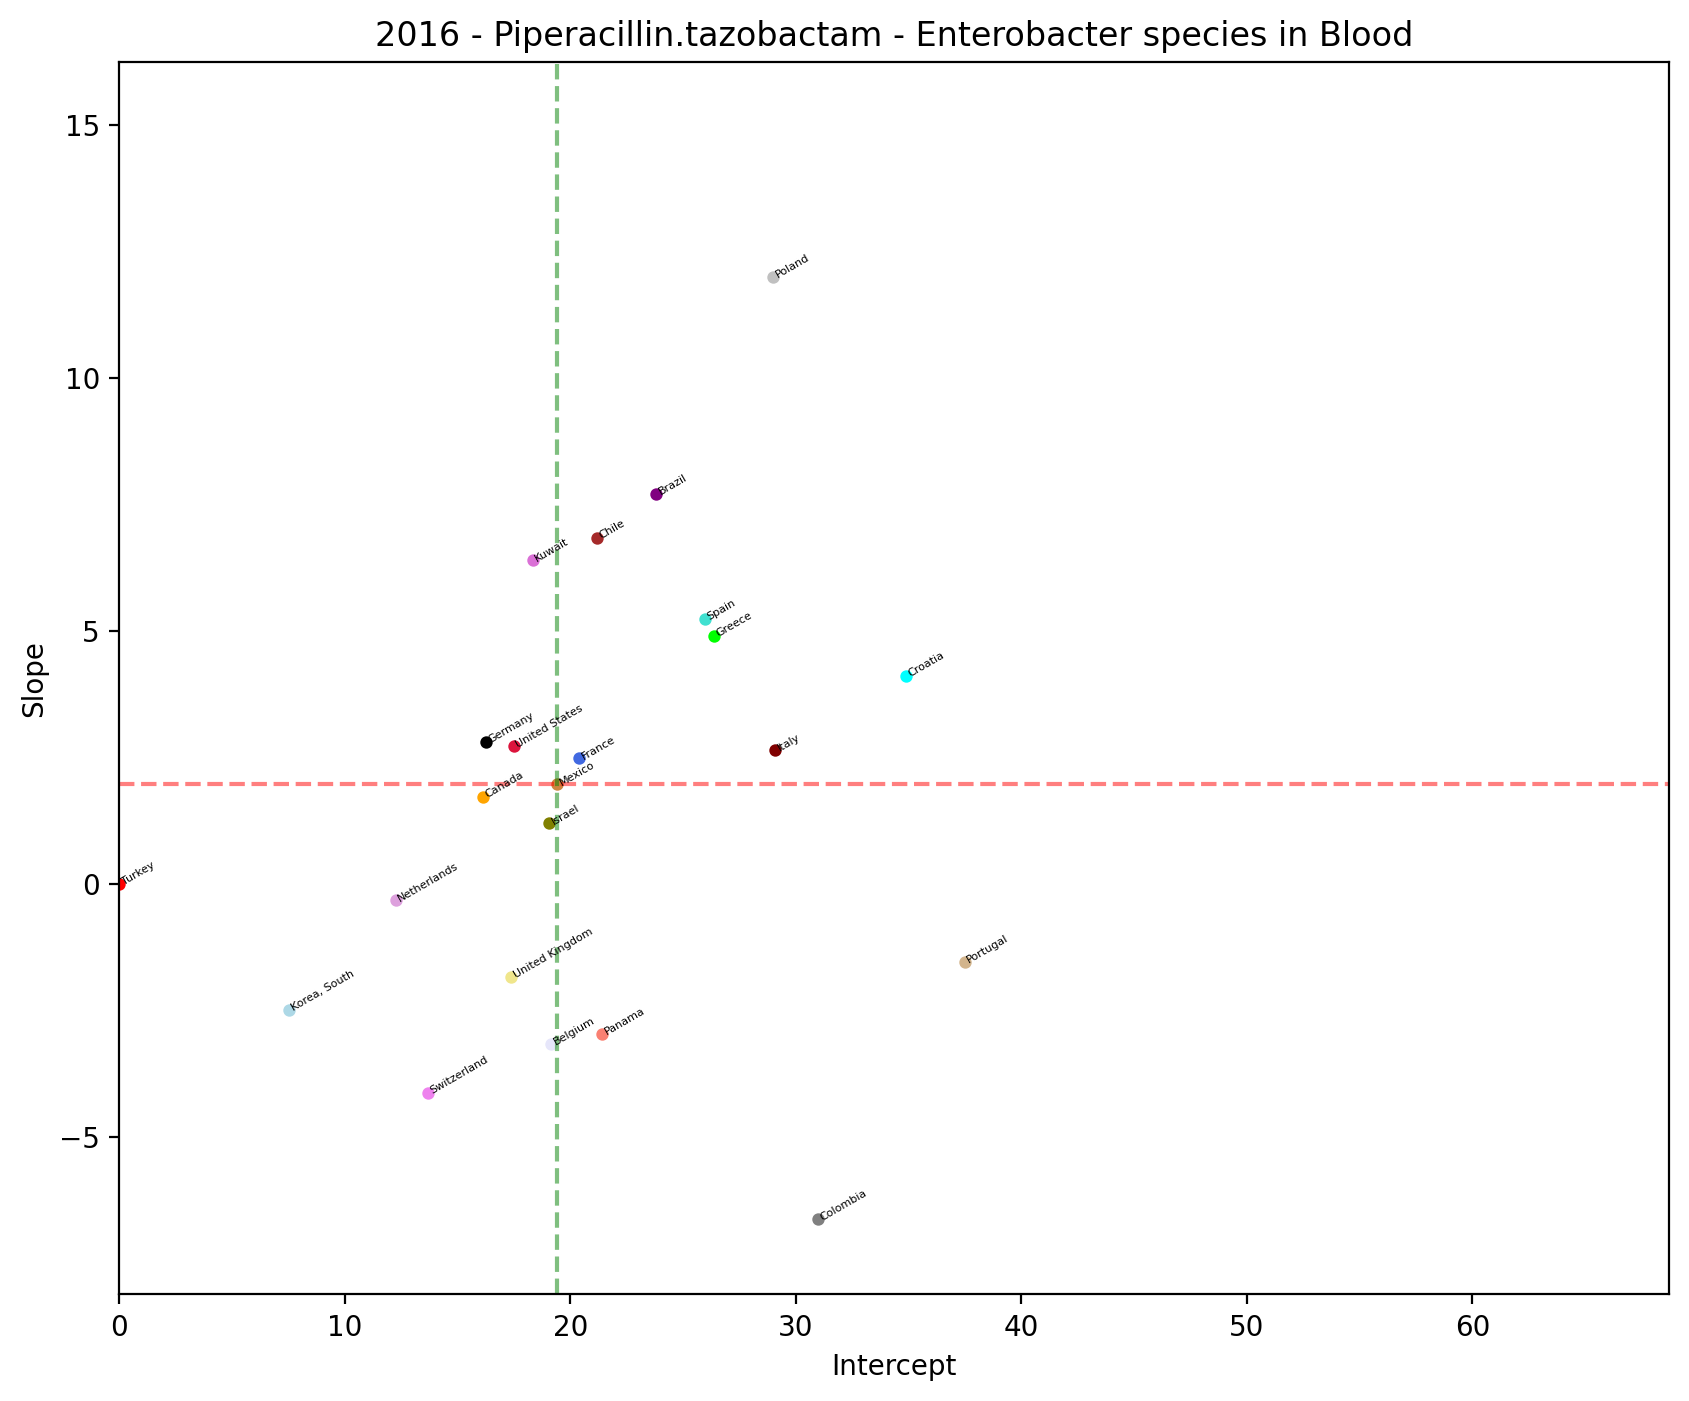 2016 - Piperacillin.tazobactam - Enterobacter species in Blood
15
10
5
0
−5
Slope
Poland
Brazil
Chile
Kuwait
Spain
Greece
Croatia
Germany
United States
France
Italy
Mexico
Canada
Israel
Turkey
Netherlands
United Kingdom
Portugal
Korea, South
Belgium
Panama
Switzerland
Colombia
0
10
20
30
40
50
60
Intercept